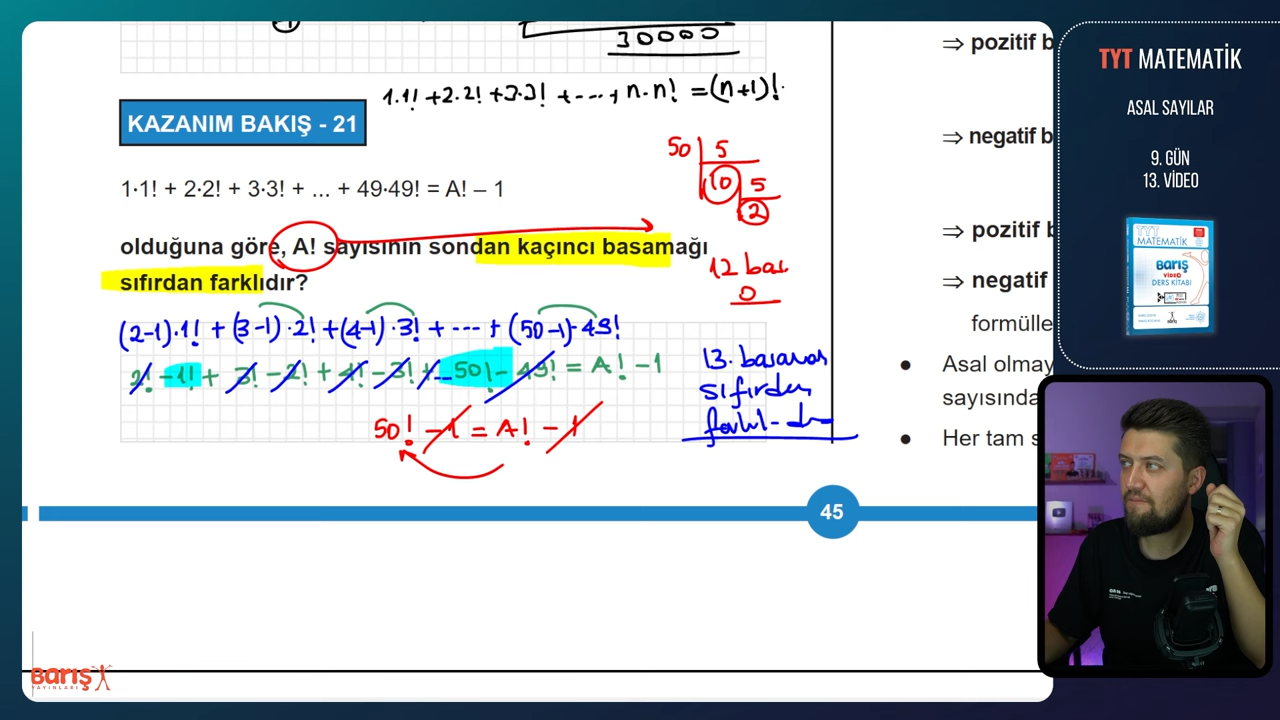 30000
1.1! + 2.2! + 3.3! + ...+ n.n! = (n+1)!.
KAZANIM BAKIŞ - 21
50 5
10 5
2
1·1! + 2·2! + 3·3! + ... + 49·49! = A! – 1
olduğuna göre, A! sayısının sondan kaçıncı basamağı
sıfırdan farklıdır?
12 bas
0
(2-1).1! + (3-1).2! + (4-1).3! + ... + (50-1).49!
2! - 1! + 3! - 2! + 4! - 3! + - 50! - 49! = A! - 1
50! - 1 = A! - 1
13. basamak
sıfırdan
45
⇒ pozitif b
⇒ negatif b
⇒ pozitif b
⇒ negatif
formülle
• Asal olmay
sayısında
• Her tam s
TYT MATEMATİK
ASAL SAYILAR
9. GÜN
13. VİDEO
TYT
MATEMATİK
BARIŞ
VİDEO
DERS KİTABI
BARIŞ
YAYINLARI